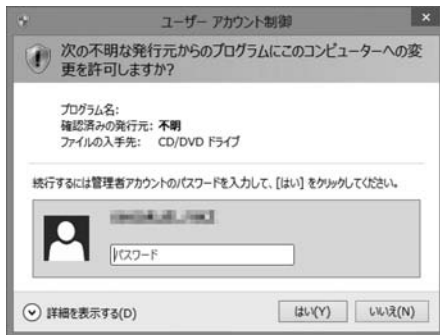 ユーザー アカウント制御
次の不明な発行元からのプログラムにこのコンピューターへの変
更を許可しますか?
プログラム名:
確認済みの発行元: 不明
ファイルの入手先: CD/DVD ドライブ
続行するには管理者アカウントのパスワードを入力して、[はい] をクリックしてください。
パスワード
詳細を表示する(D)
はい(Y)
いいえ(N)